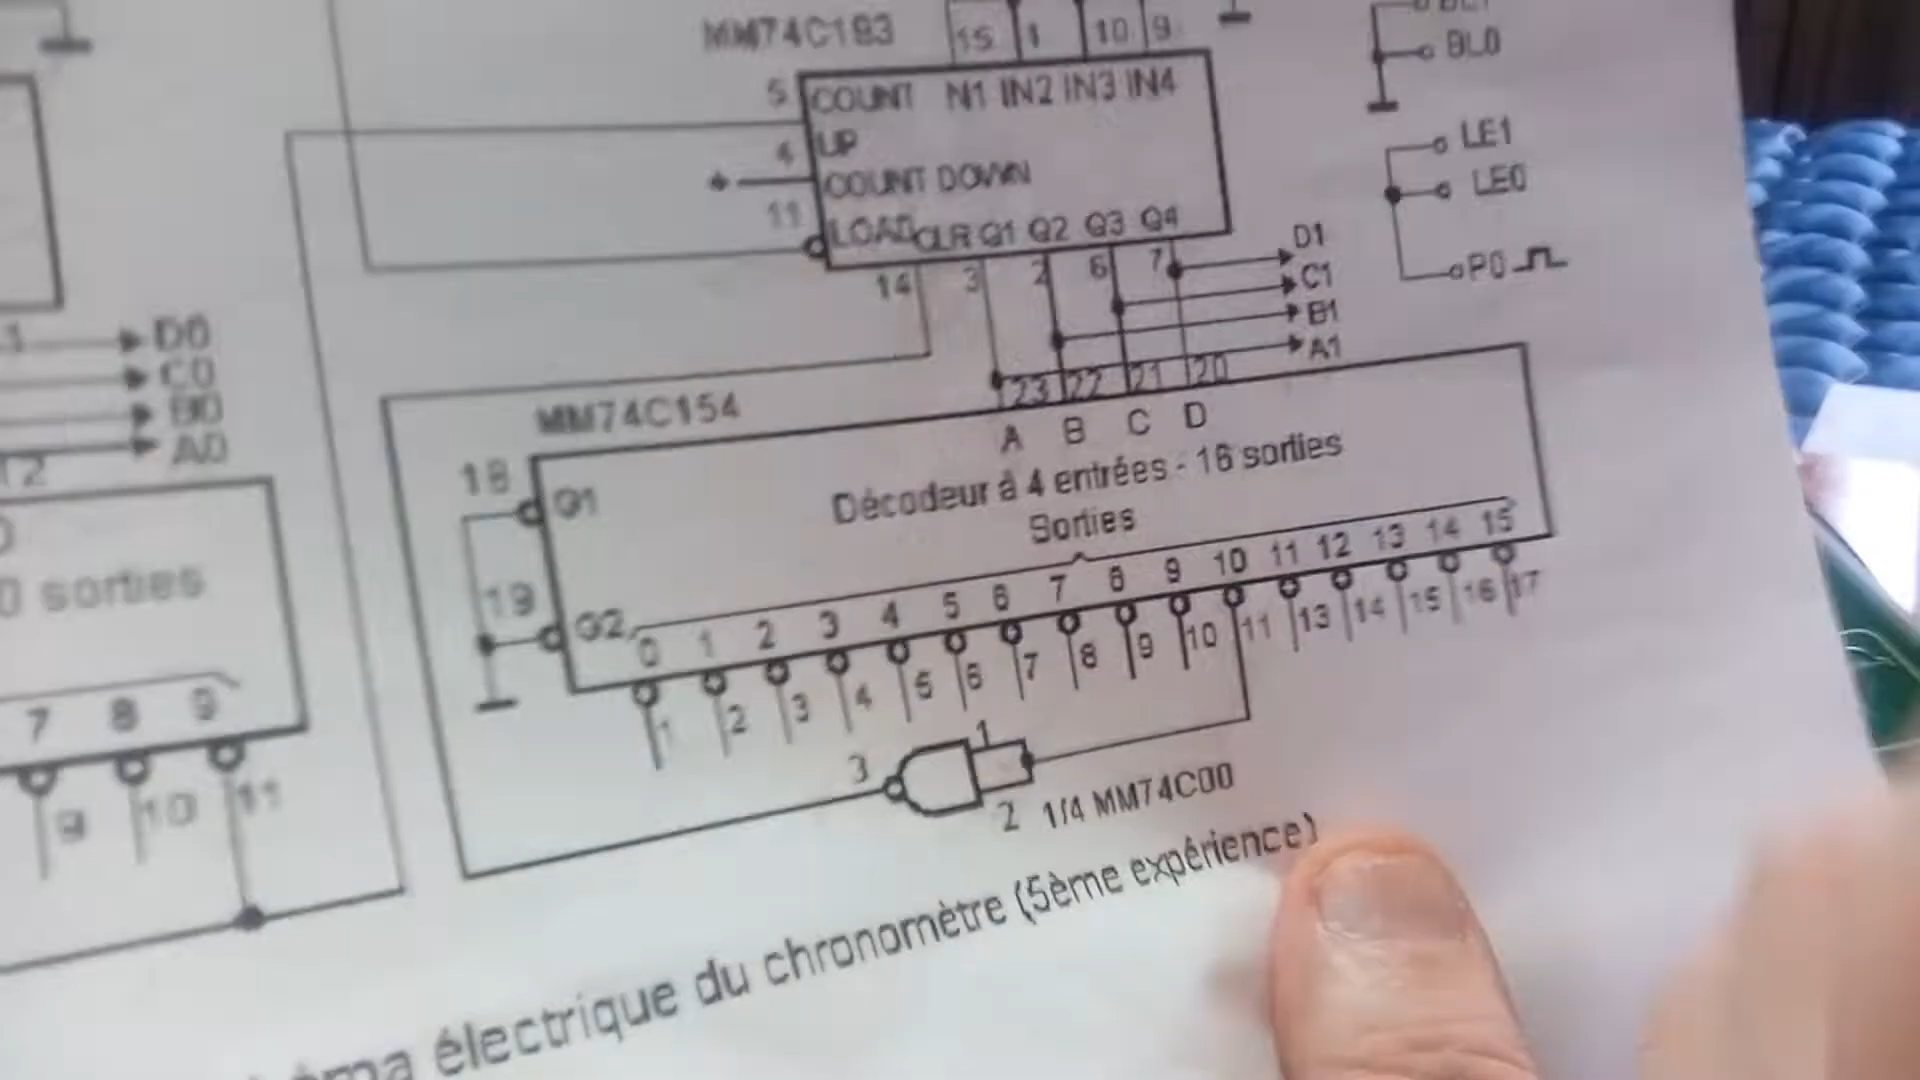 MM74C193
15 1 10 9
BL0
5 COUNT IN1 IN2 IN3 IN4
UP
4
COUNT DOWN
11
LOAD CLR Q1 Q2 Q3 Q4
14 3 2 6 7
LE1
LE0
P0
D1
C1
B1
A1
D0
C0
B0
A0
12
MM74C154
23 22 21 20
A B C D
Décodeur à 4 entrées - 16 sorties
Sorties
18 G1
19 G2
0 1 2 3 4 5 6 7 8 9 10 11 12 13 14 15
1 2 3 4 5 6 7 8 9 10 11 13 14 15 16 17
0 sorties
7 8 9
9 10 11
3 1
2 1/4 MM74C00
éma électrique du chronomètre (5ème expérience)